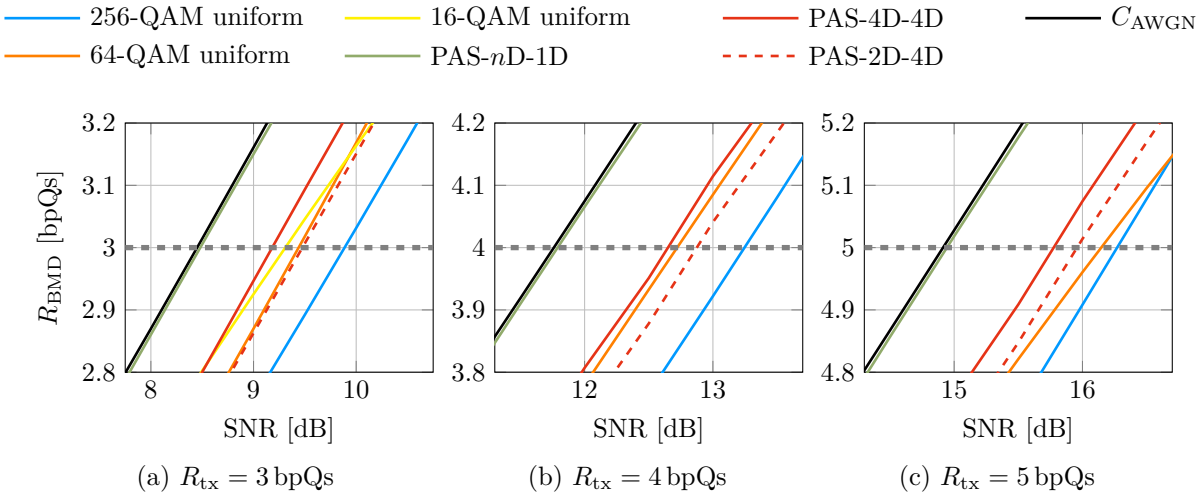 256-QAM uniform 16-QAM uniform PAS-4D-4D C_AWGN
64-QAM uniform PAS-nD-1D PAS-2D-4D
R_BMD [bpQs]
3.2
3.1
3
2.9
2.8
8 9 10
SNR [dB]
(a) R_tx = 3 bpQs
4.2
4.1
4
3.9
3.8
12 13
SNR [dB]
(b) R_tx = 4 bpQs
5.2
5.1
5
4.9
4.8
15 16
SNR [dB]
(c) R_tx = 5 bpQs